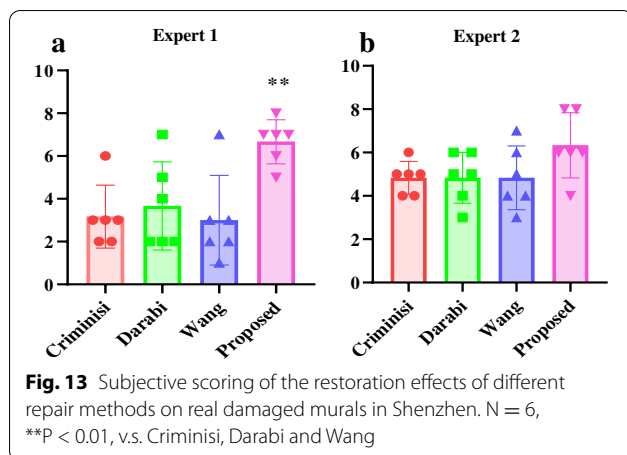 a
Expert 1
10
8
6
4
2
0
**
Criminisi
Darabi
Wang
Proposed
b
Expert 2
10
8
6
4
2
0
Criminisi
Darabi
Wang
Proposed
Fig. 13 Subjective scoring of the restoration effects of different
repair methods on real damaged murals in Shenzhen. N = 6,
**P < 0.01, v.s. Criminisi, Darabi and Wang